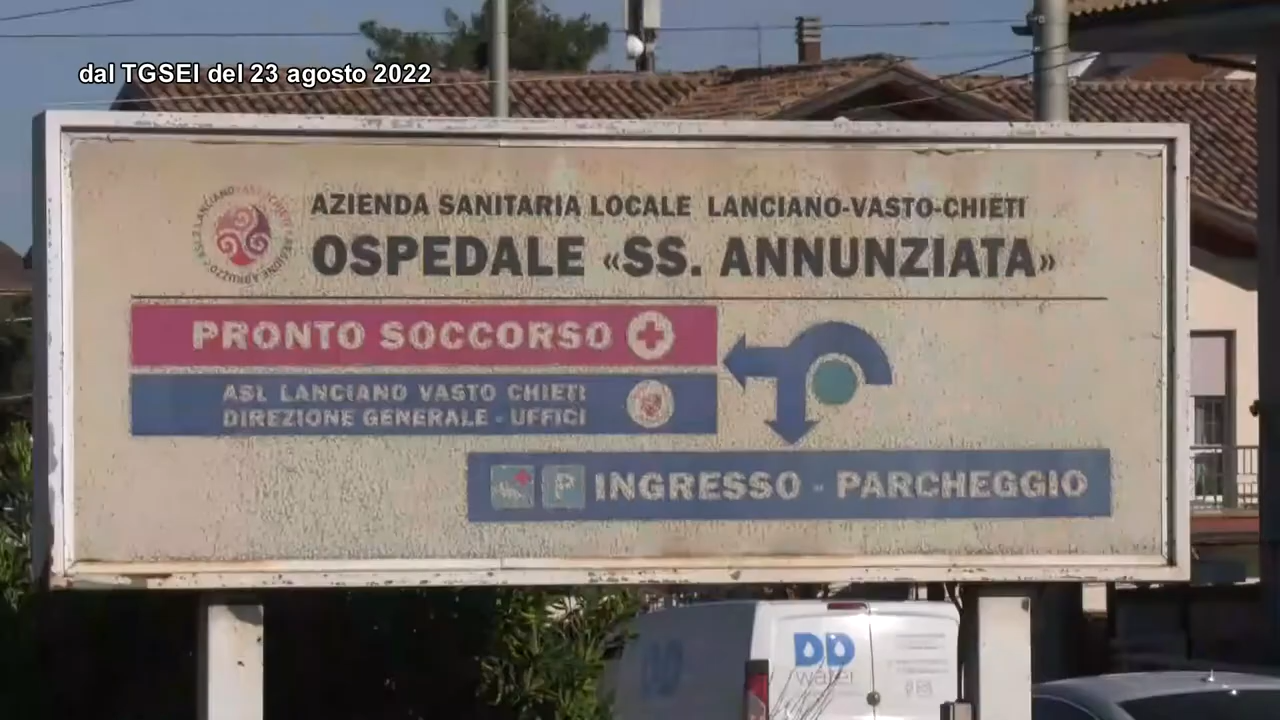 dal TGSEI del 23 agosto 2022
AZIENDA SANITARIA LOCALE LANCIANO-VASTO-CHIETI
OSPEDALE «SS. ANNUNZIATA»
PRONTO SOCCORSO
ASL LANCIANO VASTO CHIETI
DIREZIONE GENERALE - UFFICI
P INGRESSO - PARCHEGGIO
DD
water